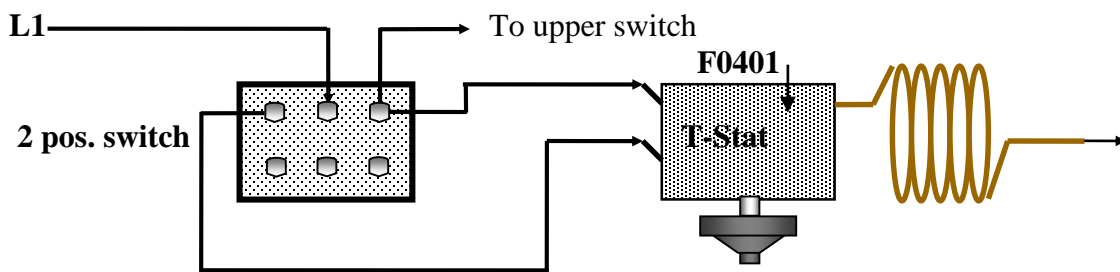 L1
To upper switch
F0401
2 pos. switch
T-Stat